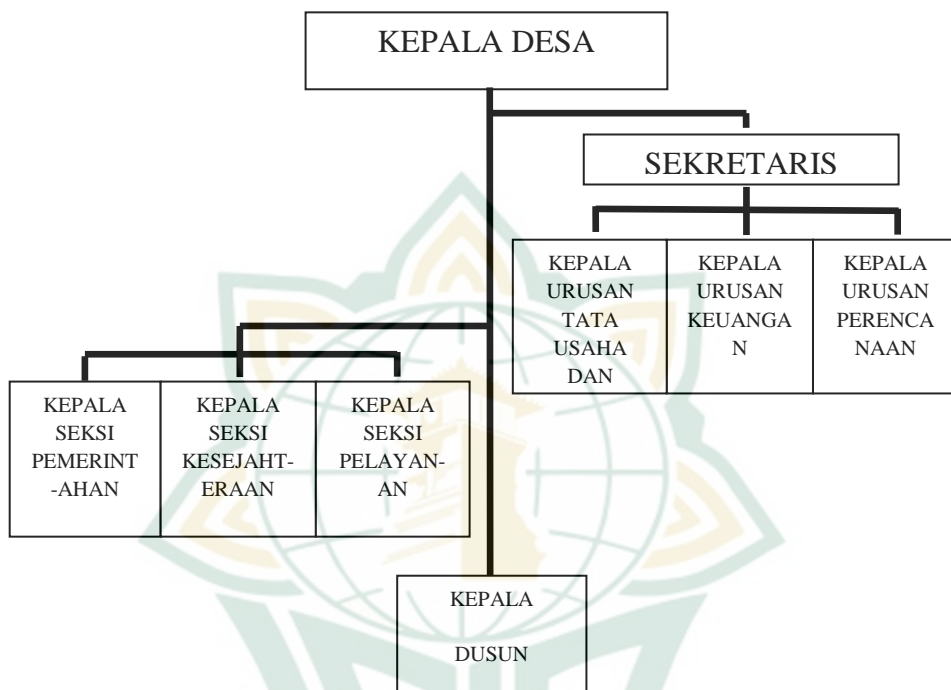 KEPALA DESA
SEKRETARIS
KEPALA
URUSAN
TATA
USAHA
DAN
KEPALA
URUSAN
KEUANGA
N
KEPALA
URUSAN
PERENCA
NAAN
KEPALA
SEKSI
PEMERINT
-AHAN
KEPALA
SEKSI
KESEJAHT-
ERAAN
KEPALA
SEKSI
PELAYAN-
AN
KEPALA
DUSUN